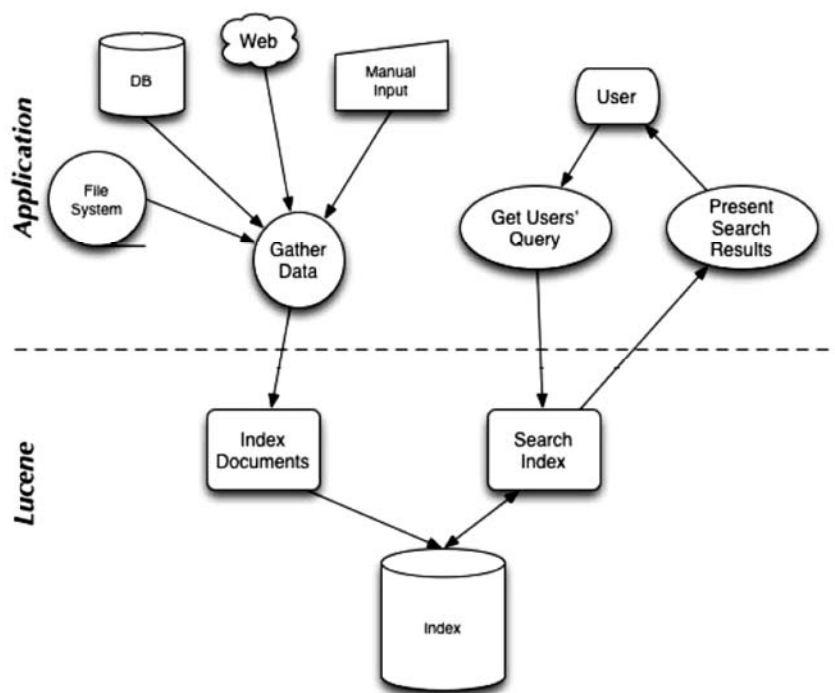 Application
DB
Web
Manual
Input
File
System
Gather
Data
User
Get Users'
Query
Present
Search
Results
Lucene
Index
Documents
Search
Index
Index